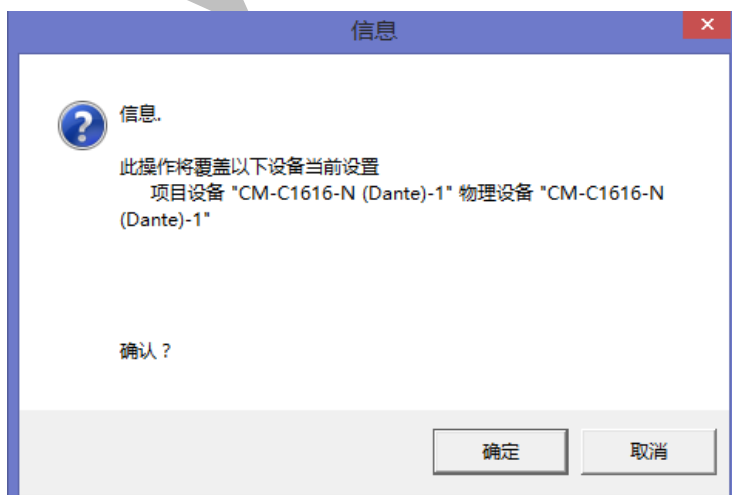 信息
信息.
此操作将覆盖以下设备当前设置
项目设备 "CM-C1616-N (Dante)-1" 物理设备 "CM-C1616-N
(Dante)-1"
确认？
确定
取消